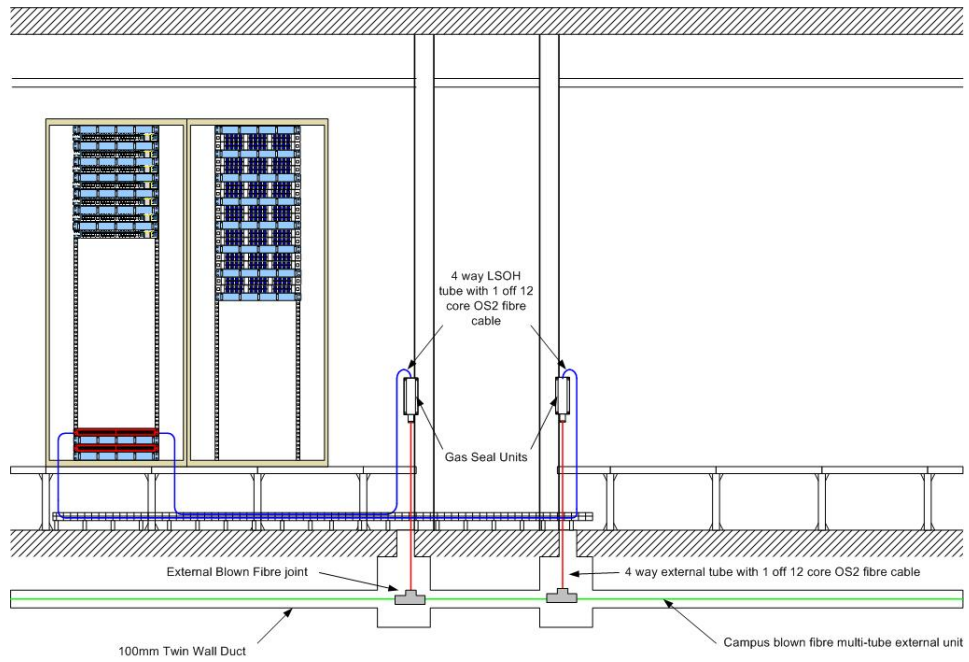 4 way LSOH
tube with 1 off 12
core OS2 fibre
cable
Gas Seal Units
External Blown Fibre joint
4 way external tube with 1 off 12 core OS2 fibre cable
100mm Twin Wall Duct
Campus blown fibre multi-tube external unit